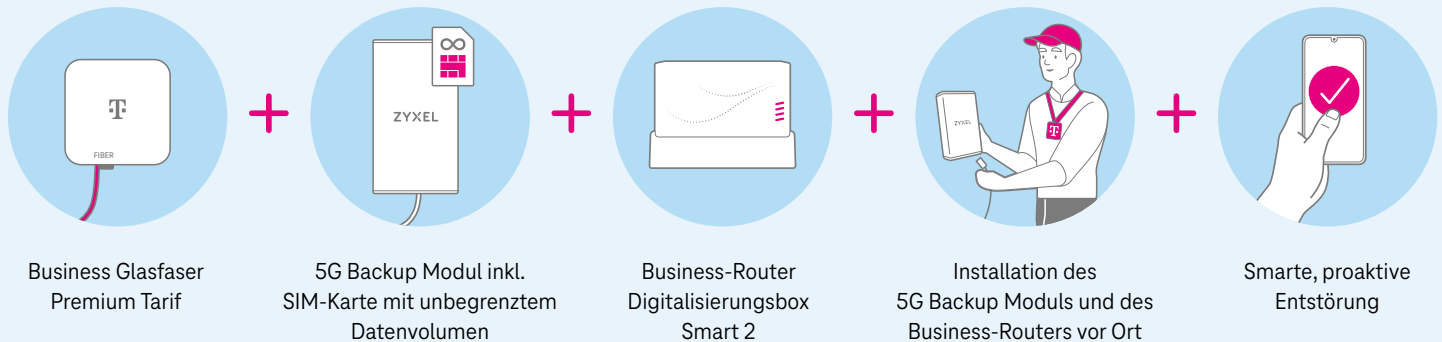 T
FIBER
ZYXEL
ZYXEL
T
Business Glasfaser
Premium Tarif
5G Backup Modul inkl.
SIM-Karte mit unbegrenztem
Datenvolumen
Business-Router
Digitalisierungsbox
Smart 2
Installation des
5G Backup Moduls und des
Business-Routers vor Ort
Smarte, proaktive
Entstörung